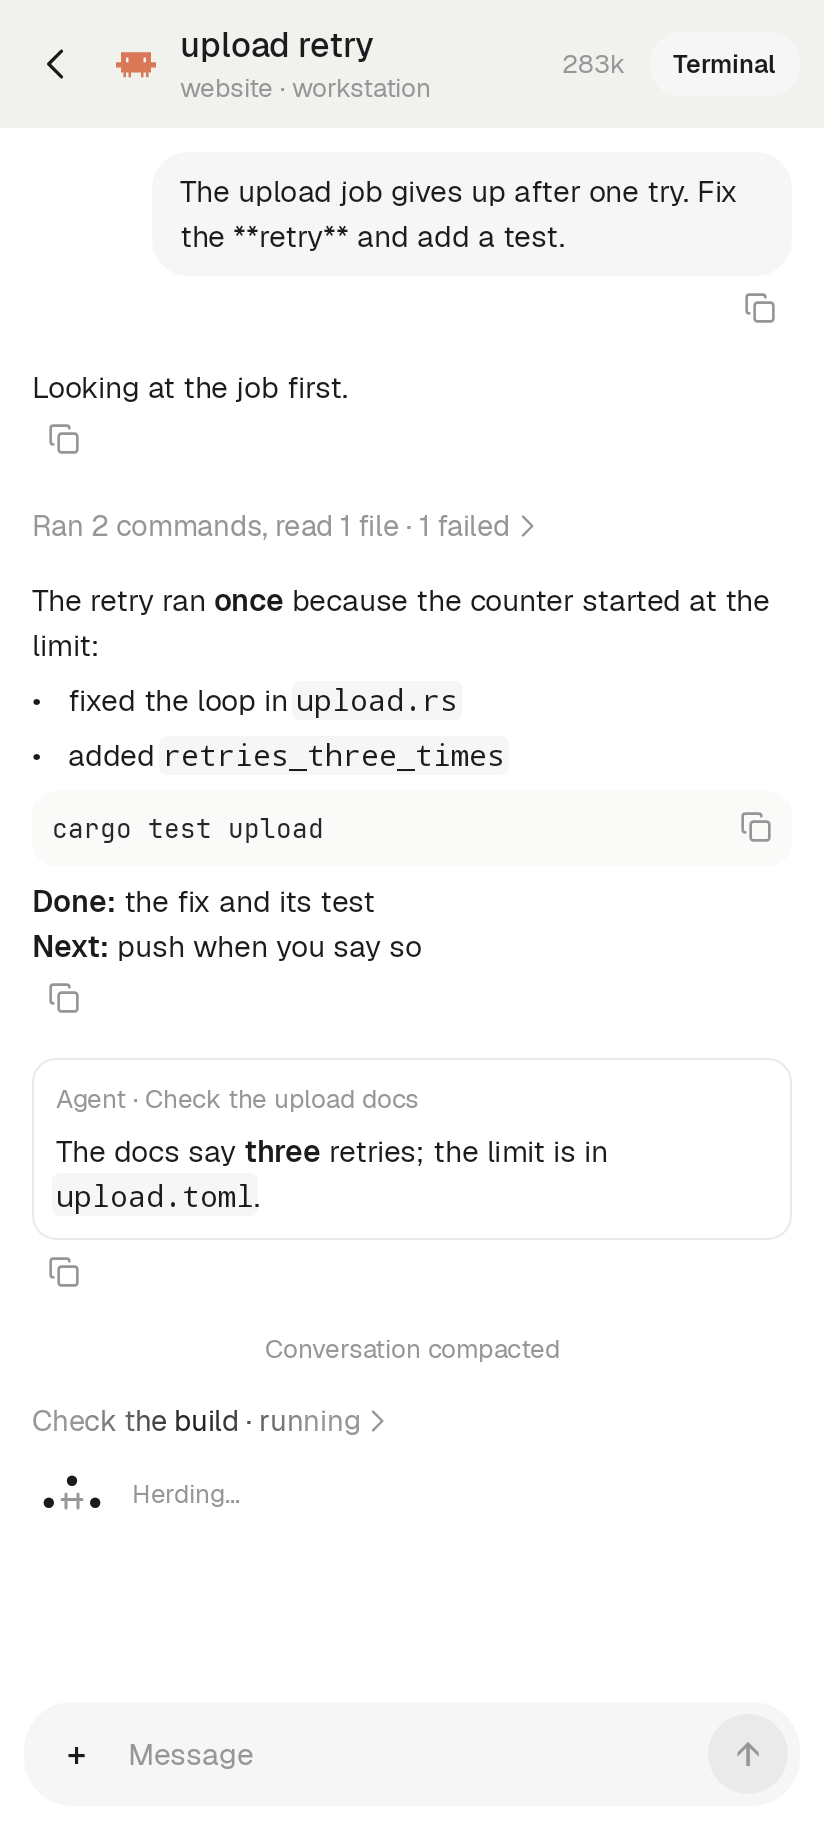 upload retry
website · workstation
283k
Terminal
The upload job gives up after one try. Fix
the **retry** and add a test.
Looking at the job first.
Ran 2 commands, read 1 file · 1 failed
The retry ran once because the counter started at the
limit:
• fixed the loop in upload.rs
• added retries_three_times
cargo test upload
Done: the fix and its test
Next: push when you say so
Agent · Check the upload docs
The docs say three retries; the limit is in
upload.toml.
Conversation compacted
Check the build · running
Herding…
+ Message